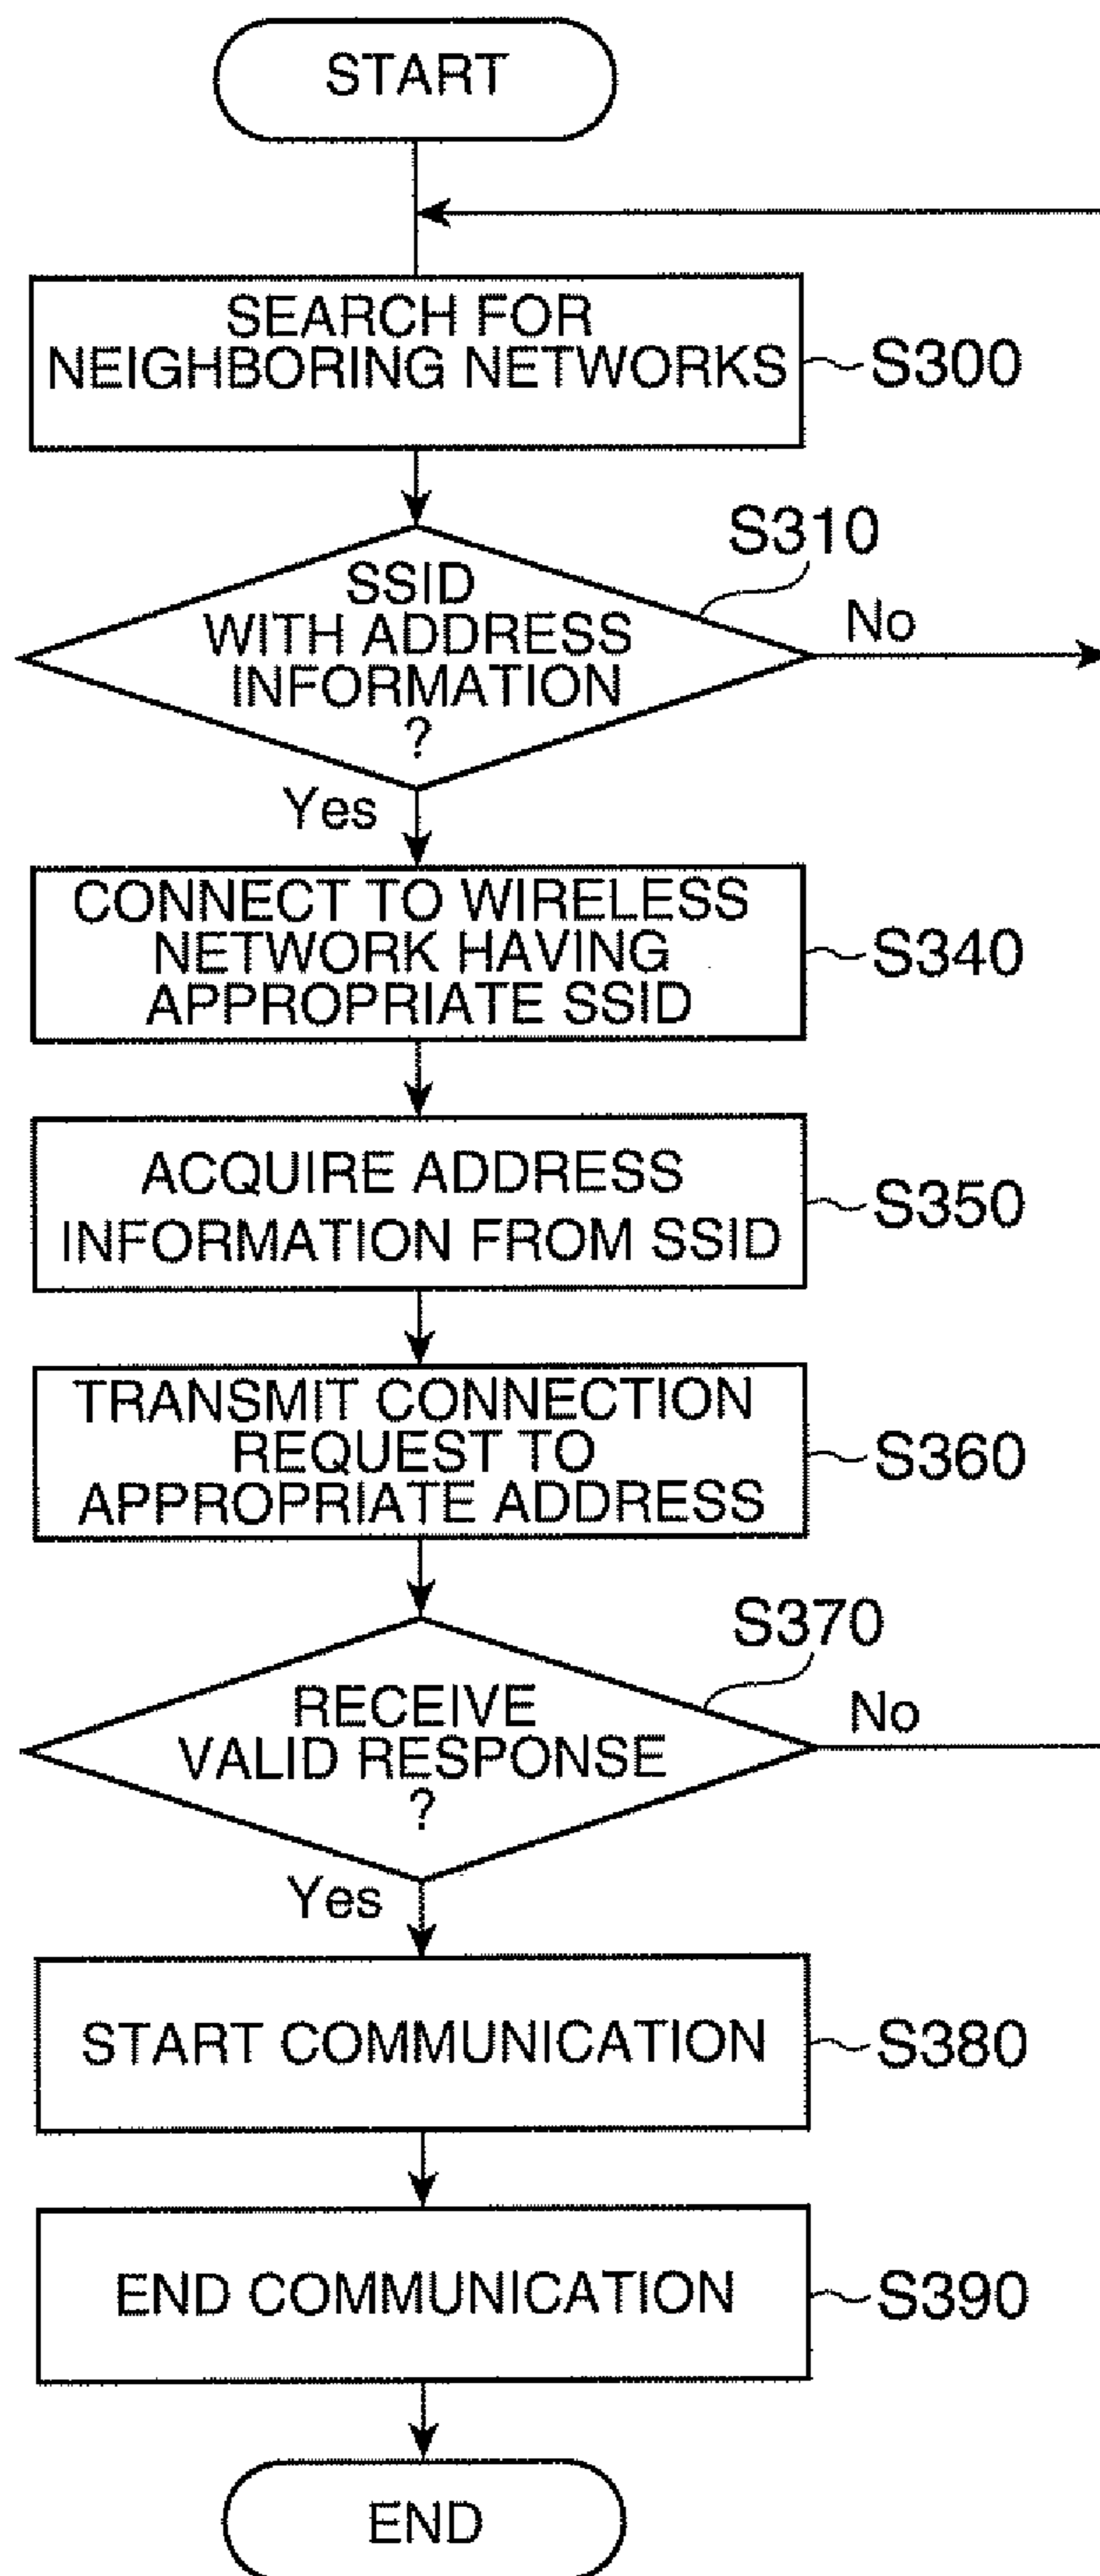 START
SEARCH FOR
NEIGHBORING NETWORKS
S300
S310
SSID
WITH ADDRESS
INFORMATION
?
No
Yes
CONNECT TO WIRELESS
NETWORK HAVING
APPROPRIATE SSID
S340
ACQUIRE ADDRESS
INFORMATION FROM SSID
S350
TRANSMIT CONNECTION
REQUEST TO
APPROPRIATE ADDRESS
S360
S370
RECEIVE
VALID RESPONSE
?
No
Yes
START COMMUNICATION
S380
END COMMUNICATION
S390
END